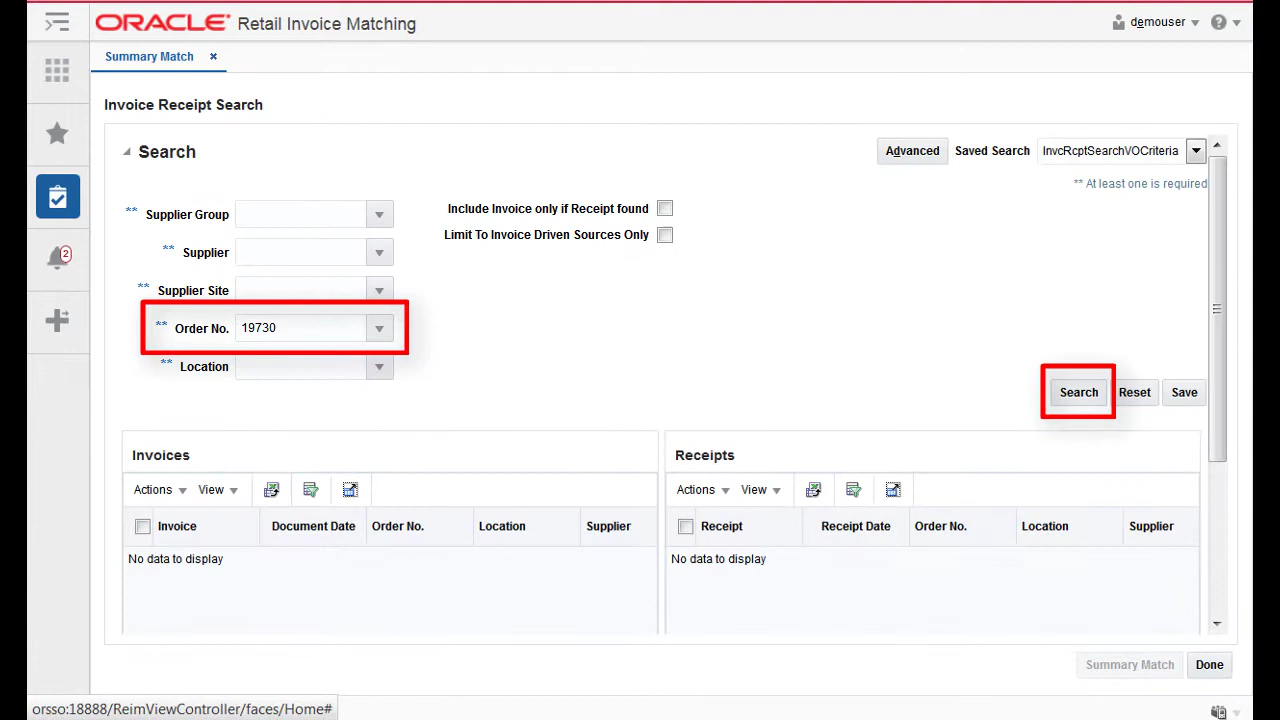 ORACLE® Retail Invoice Matching
demouser
Summary Match
Invoice Receipt Search
Search
Advanced Saved Search InvcRcptSearchVOCriteria
** At least one is required
** Supplier Group
Include Invoice only if Receipt found
** Supplier
Limit To Invoice Driven Sources Only
2
** Supplier Site
** Order No. 19730
** Location
Search Reset Save
Invoices
Receipts
Actions View
Actions View
Invoice Document Date Order No. Location Supplier
Receipt Receipt Date Order No. Location Supplier
No data to display
No data to display
Summary Match Done
orsso:18888/ReimViewController/faces/Home#